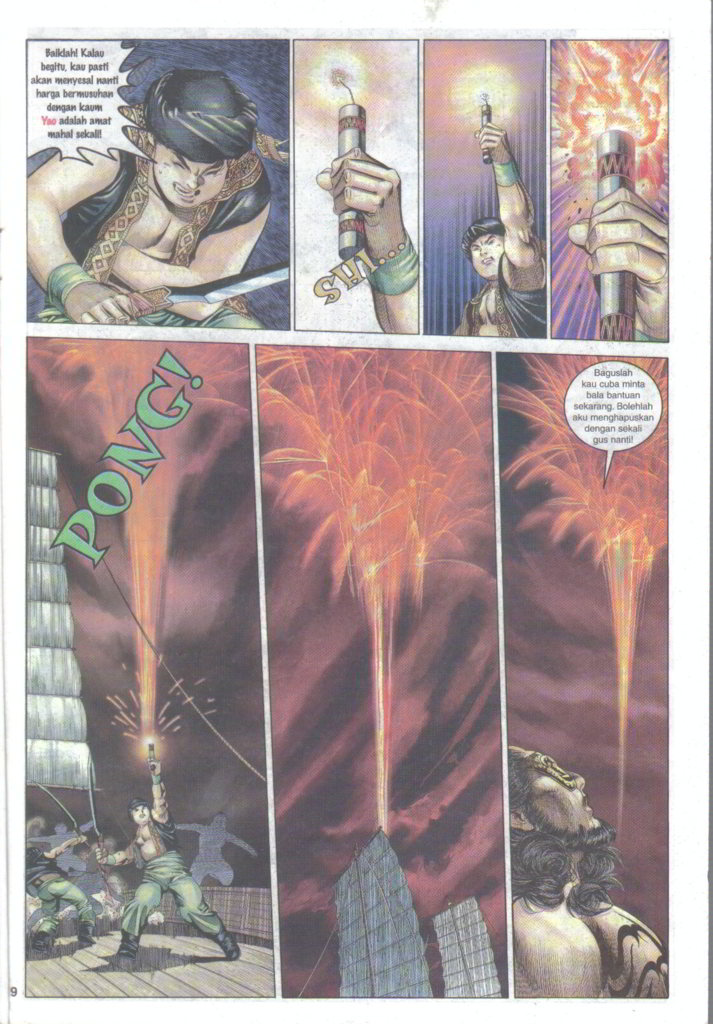 Baiklah! Kalau
begitu, kau pasti
akan menyesal nanti
harga bermusuhan
dengan kaum
Yao adalah amat
mahal sekali!
SHI...
PONG!
Baguslah
kau cuba minta
bala bantuan
sekarang. Bolehlah
aku menghapuskan
dengan sekali
gus nanti!
9